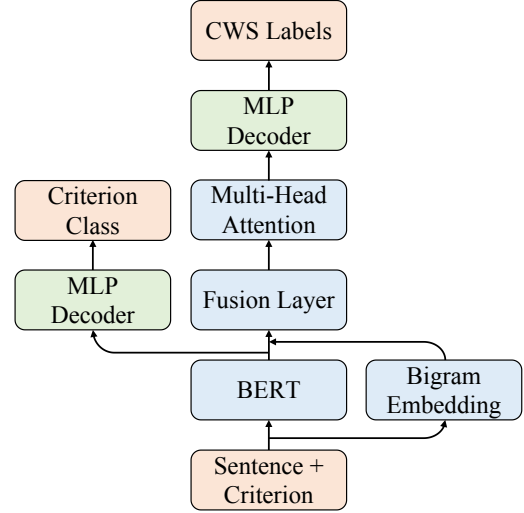 CWS Labels
MLP
Decoder
Criterion
Class
Multi-Head
Attention
MLP
Decoder
Fusion Layer
BERT
Bigram
Embedding
Sentence +
Criterion